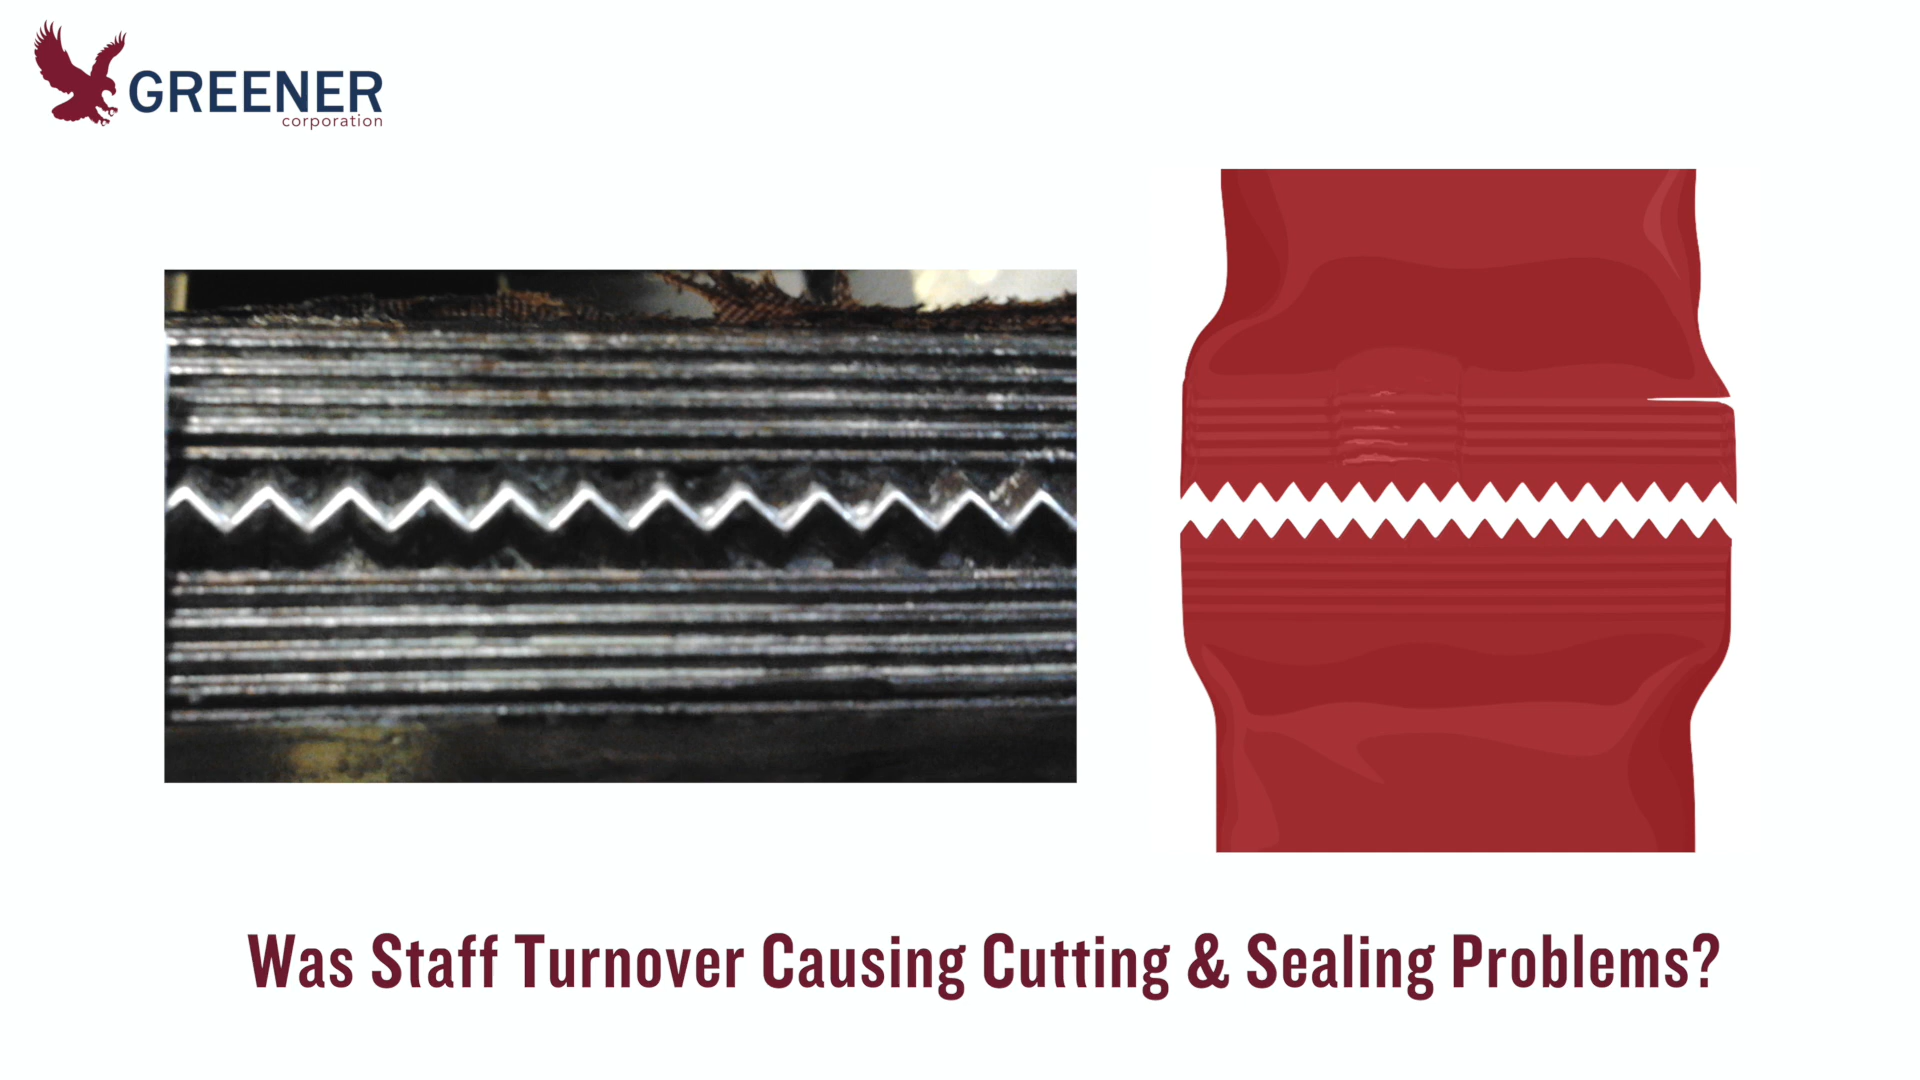 GREENER
corporation
Was Staff Turnover Causing Cutting & Sealing Problems?